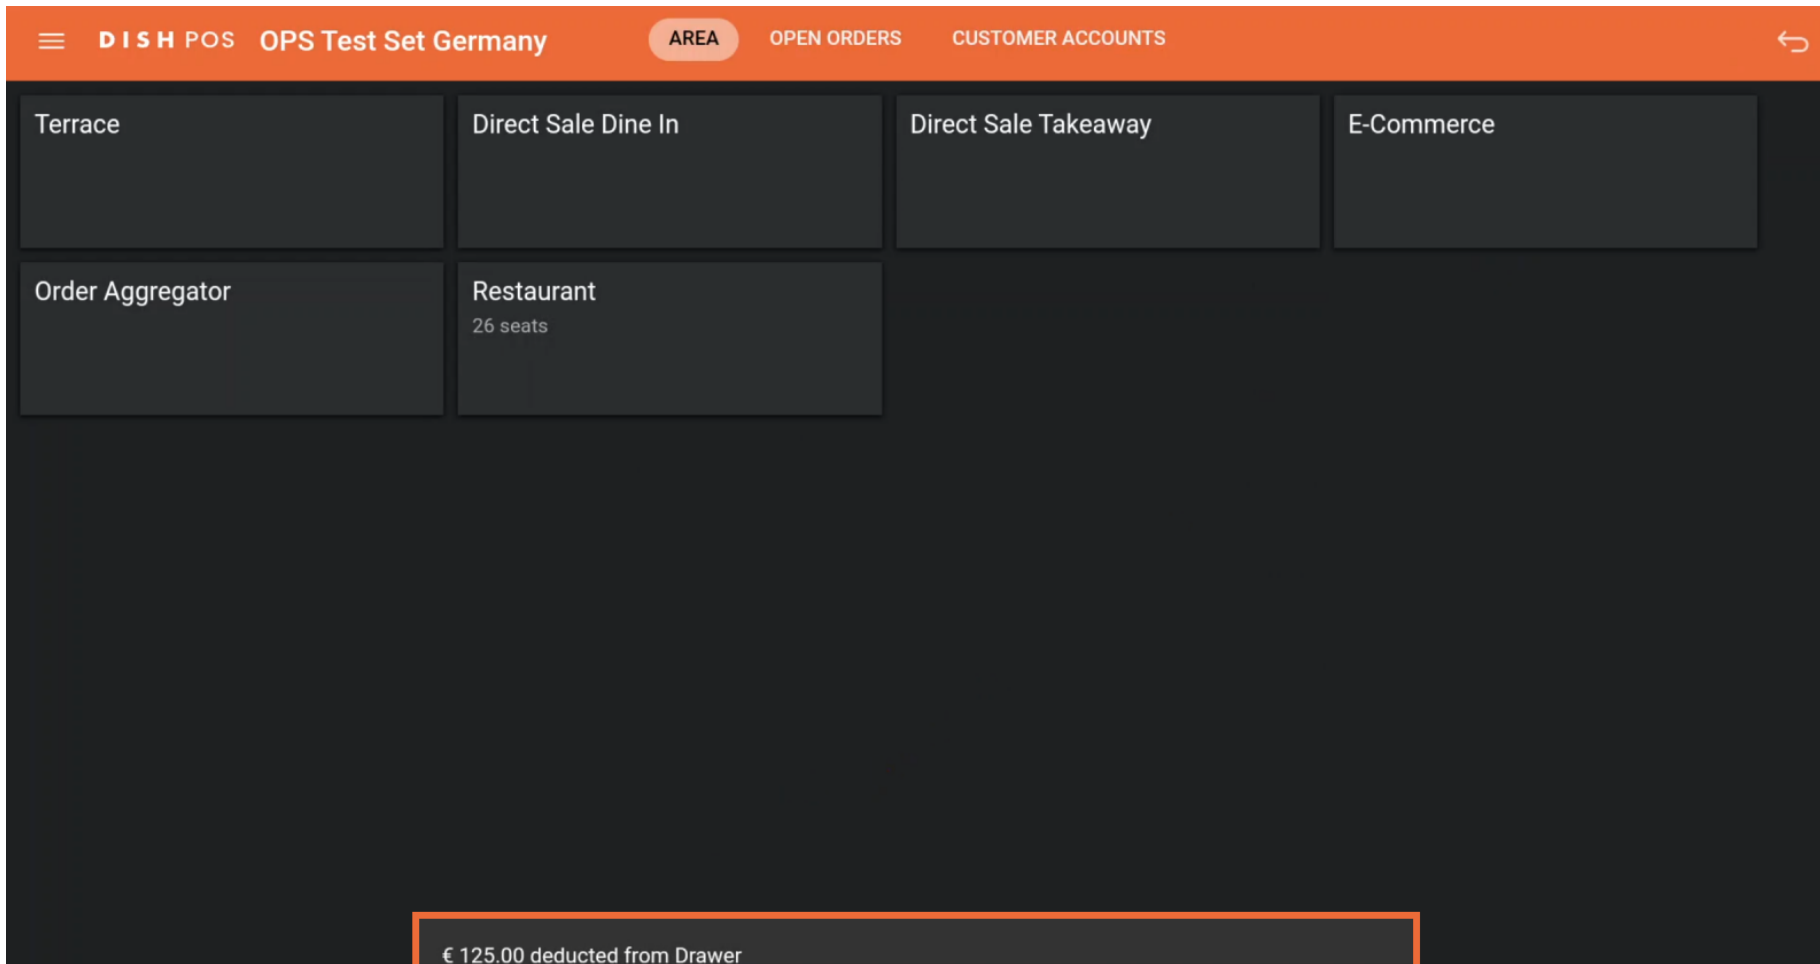 DISH POS OPS Test Set Germany AREA OPEN ORDERS CUSTOMER ACCOUNTS
Terrace
Direct Sale Dine In
Direct Sale Takeaway
E-Commerce
Order Aggregator
Restaurant
26 seats
€ 125.00 deducted from Drawer